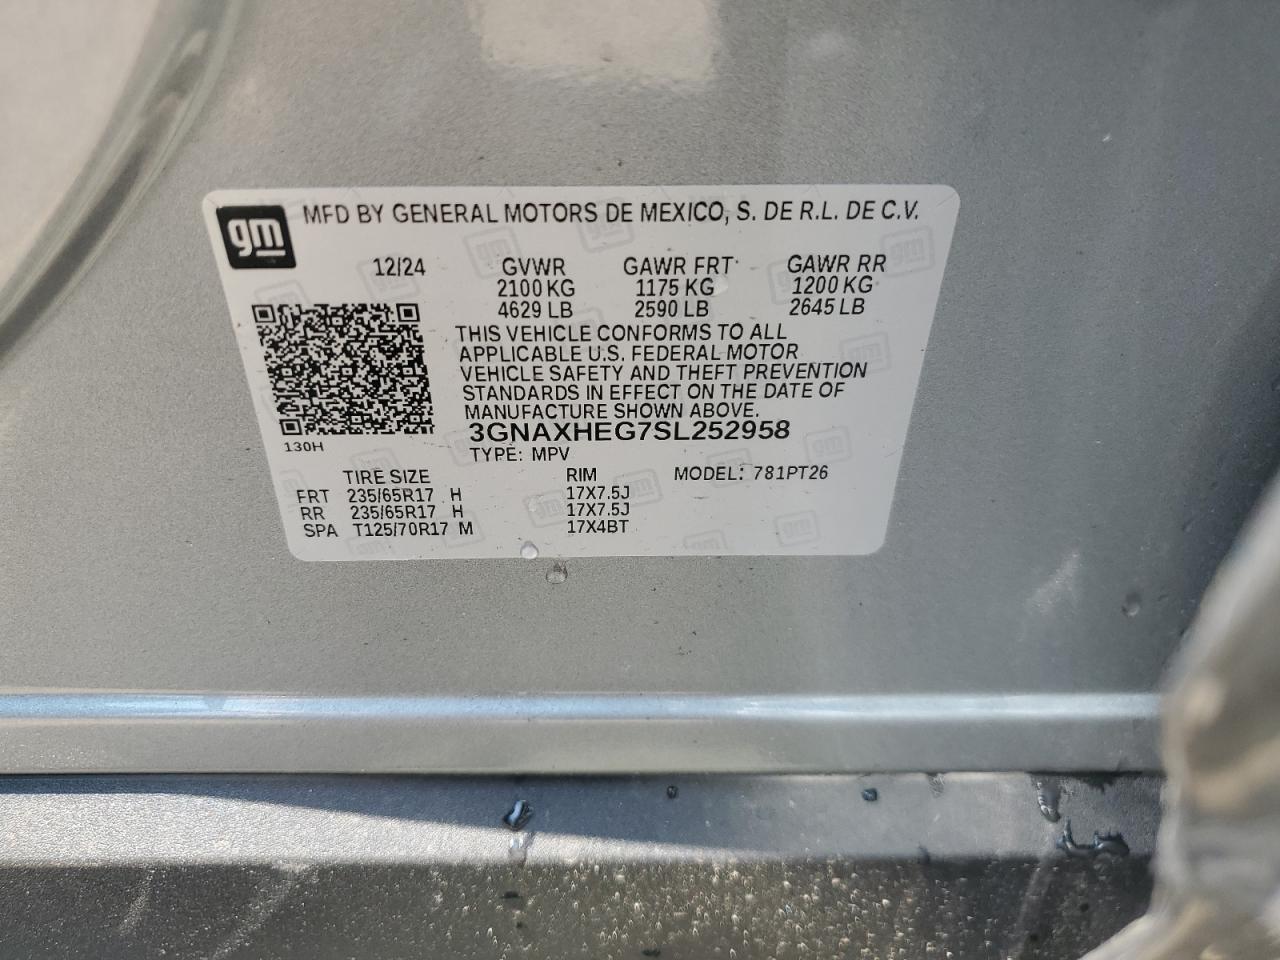 gm
MFD BY GENERAL MOTORS DE MEXICO, S. DE R.L. DE C.V.
12/24 GVWR GAWR FRT GAWR RR
2100 KG 1175 KG 1200 KG
4629 LB 2590 LB 2645 LB
THIS VEHICLE CONFORMS TO ALL
APPLICABLE U.S. FEDERAL MOTOR
VEHICLE SAFETY AND THEFT PREVENTION
STANDARDS IN EFFECT ON THE DATE OF
MANUFACTURE SHOWN ABOVE.
130H
3GNAXHEG7SL252958
TYPE: MPV
TIRE SIZE RIM MODEL: 781PT26
FRT 235/65R17 H 17X7.5J
RR 235/65R17 H 17X7.5J
SPA T125/70R17 M 17X4BT